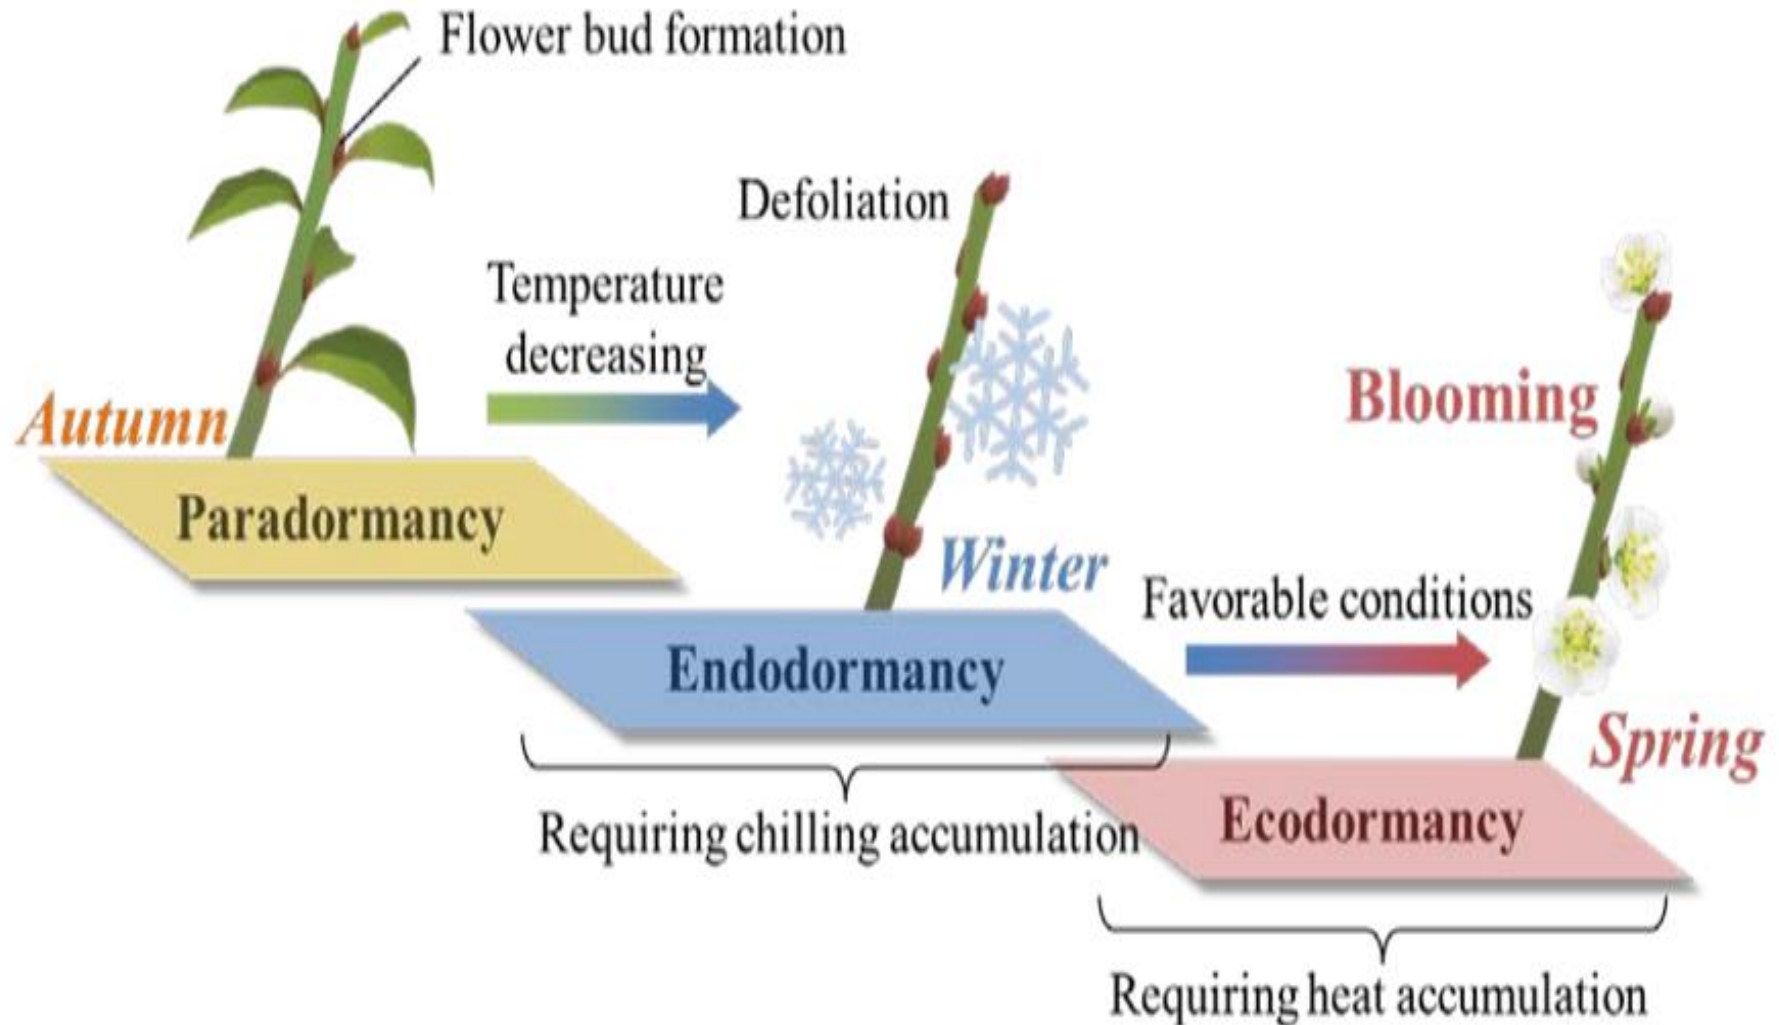 Flower bud formation
Defoliation
Temperature
decreasing
Autumn
Paradormancy
Blooming
Winter
Favorable conditions
Endodormancy
Spring
Requiring chilling accumulation
Ecodormancy
Requiring heat accumulation